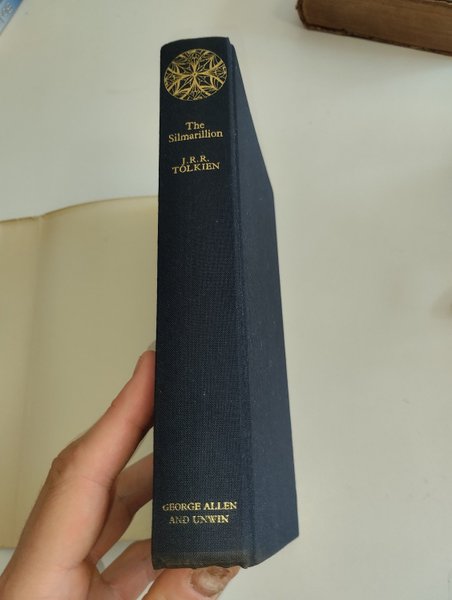 The
Silmarillion
J.R.R.
TOLKIEN
GEORGE ALLEN
AND UNWIN